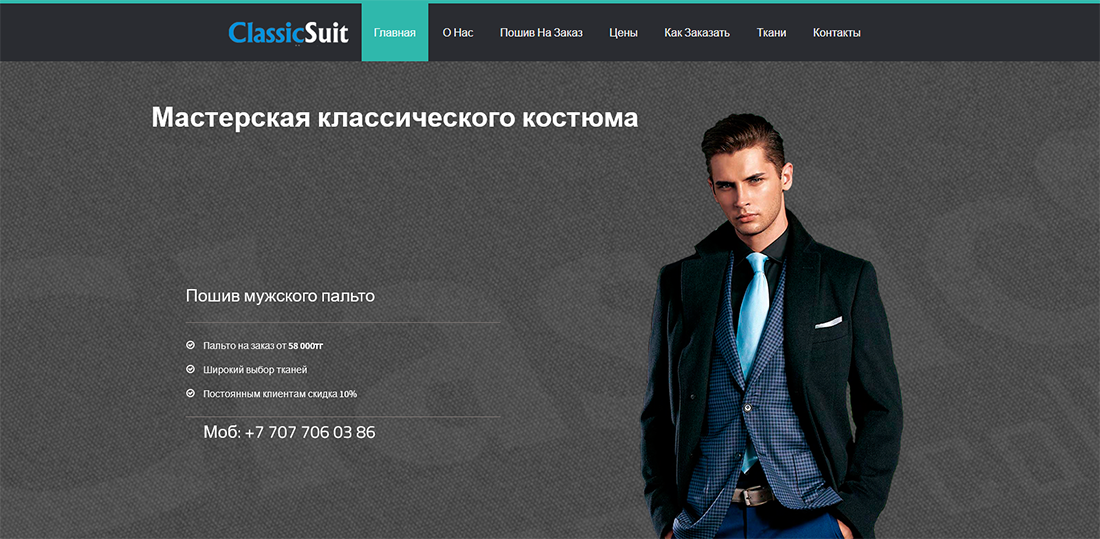 ClassicSuit
Главная
О Нас
Пошив На Заказ
Цены
Как Заказать
Ткани
Контакты
Мастерская классического костюма
Пошив мужского пальто
Пальто на заказ от 58 000тг
Широкий выбор тканей
Постоянным клиентам скидка 10%
Моб: +7 707 706 03 86